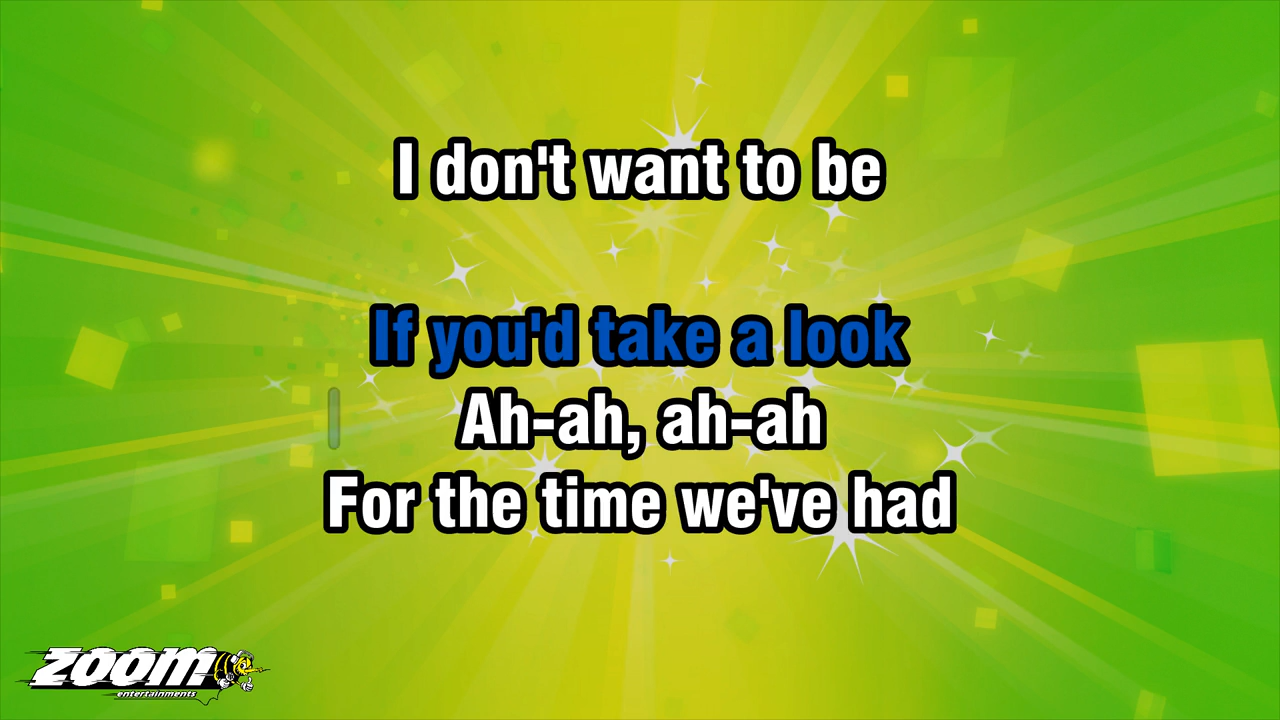 I don't want to be
If you'd take a look
Ah-ah, ah-ah
For the time we've had
zoom
entertainments